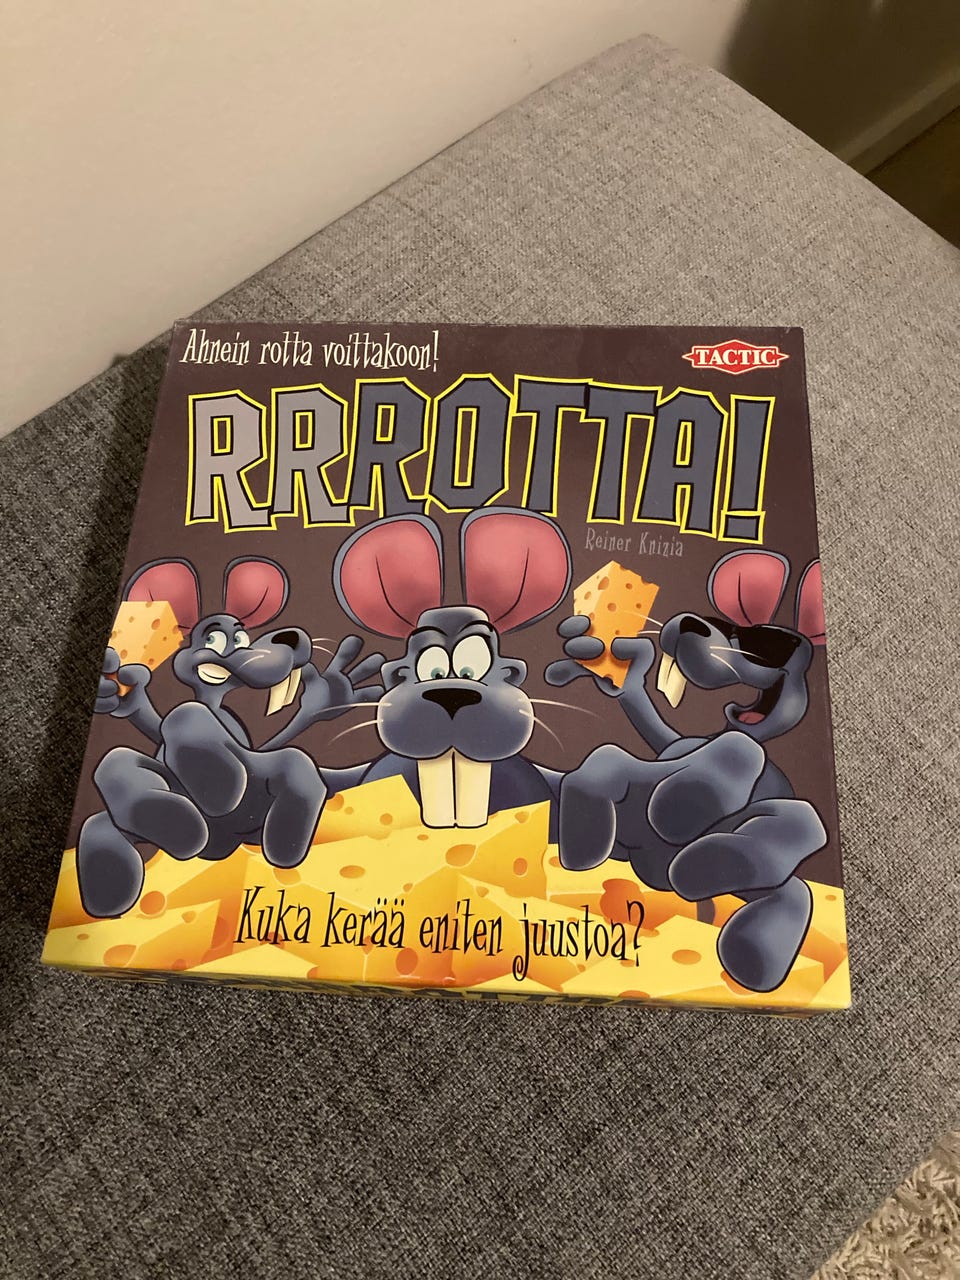 Ahnein rotta voittakoon!
TACTIC
RRROTTA!
Reiner Knizia
Kuka kerää eniten juustoa?